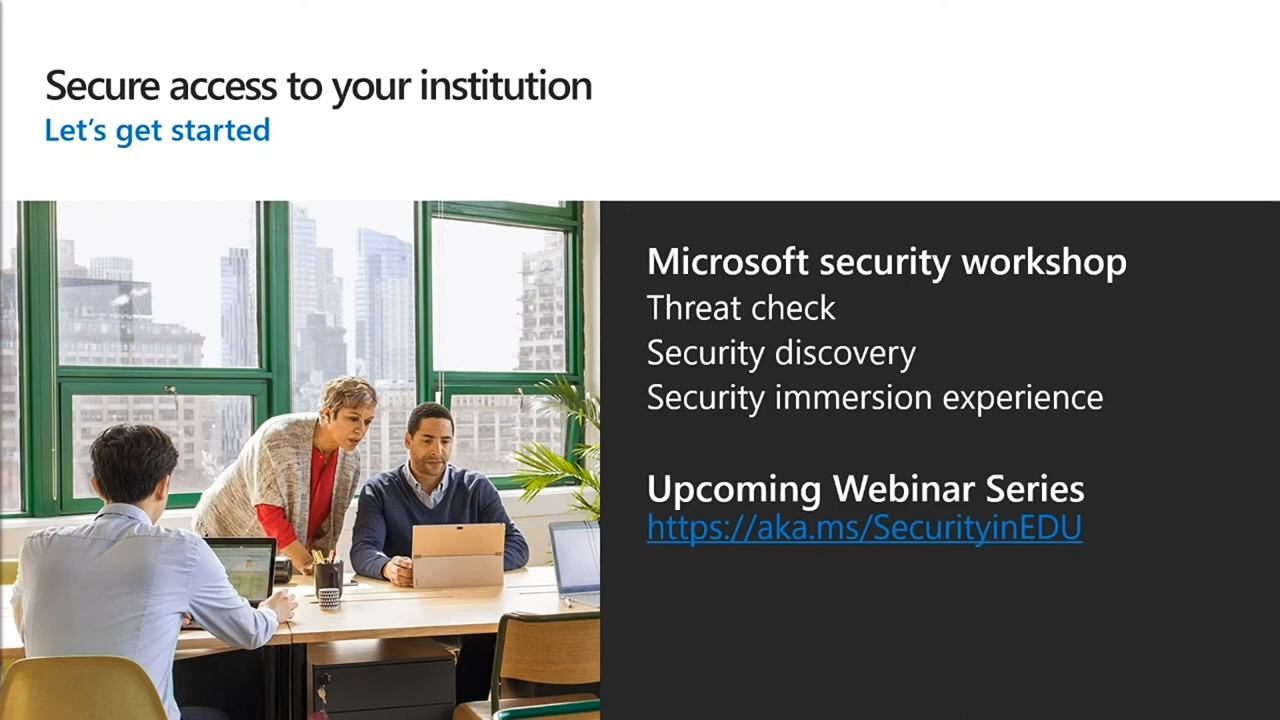 Secure access to your institution
Let’s get started
Microsoft security workshop
Threat check
Security discovery
Security immersion experience
Upcoming Webinar Series
https://aka.ms/SecurityinEDU